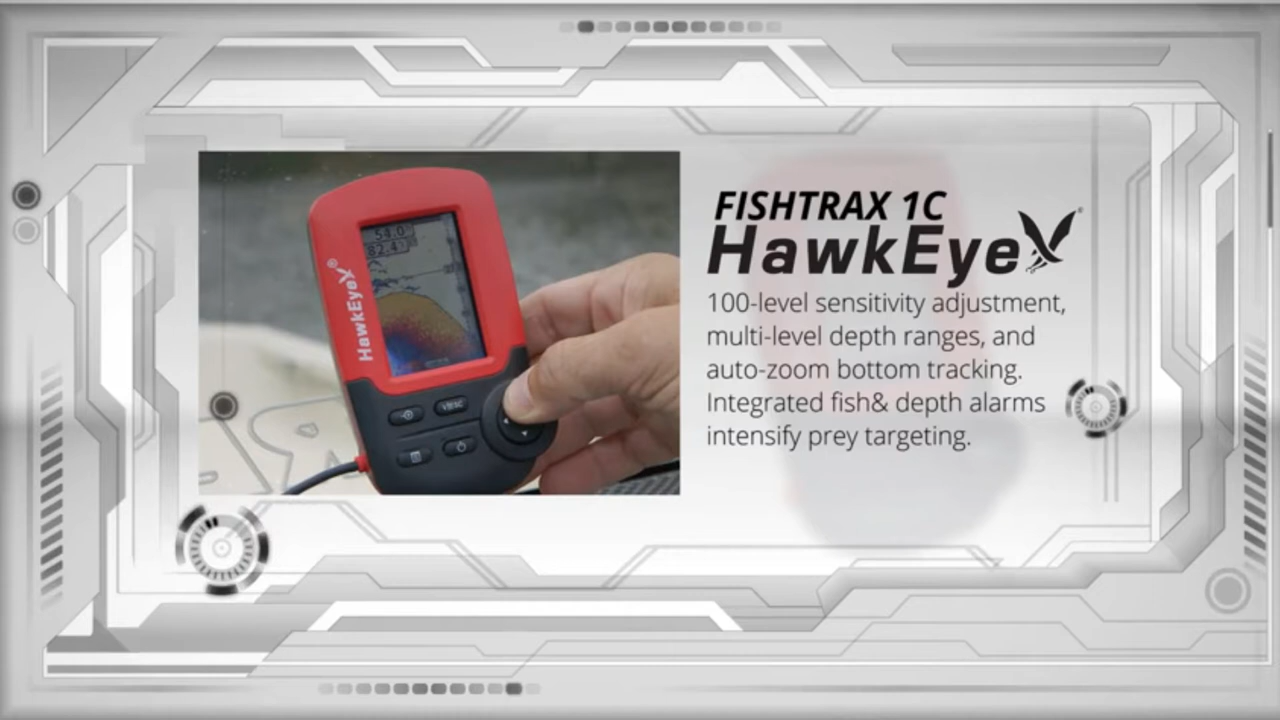 FISHTRAX 1C
HawkEye®
100-level sensitivity adjustment,
multi-level depth ranges, and
auto-zoom bottom tracking.
Integrated fish& depth alarms
intensify prey targeting.
HawkEye®
54.0°
82.4